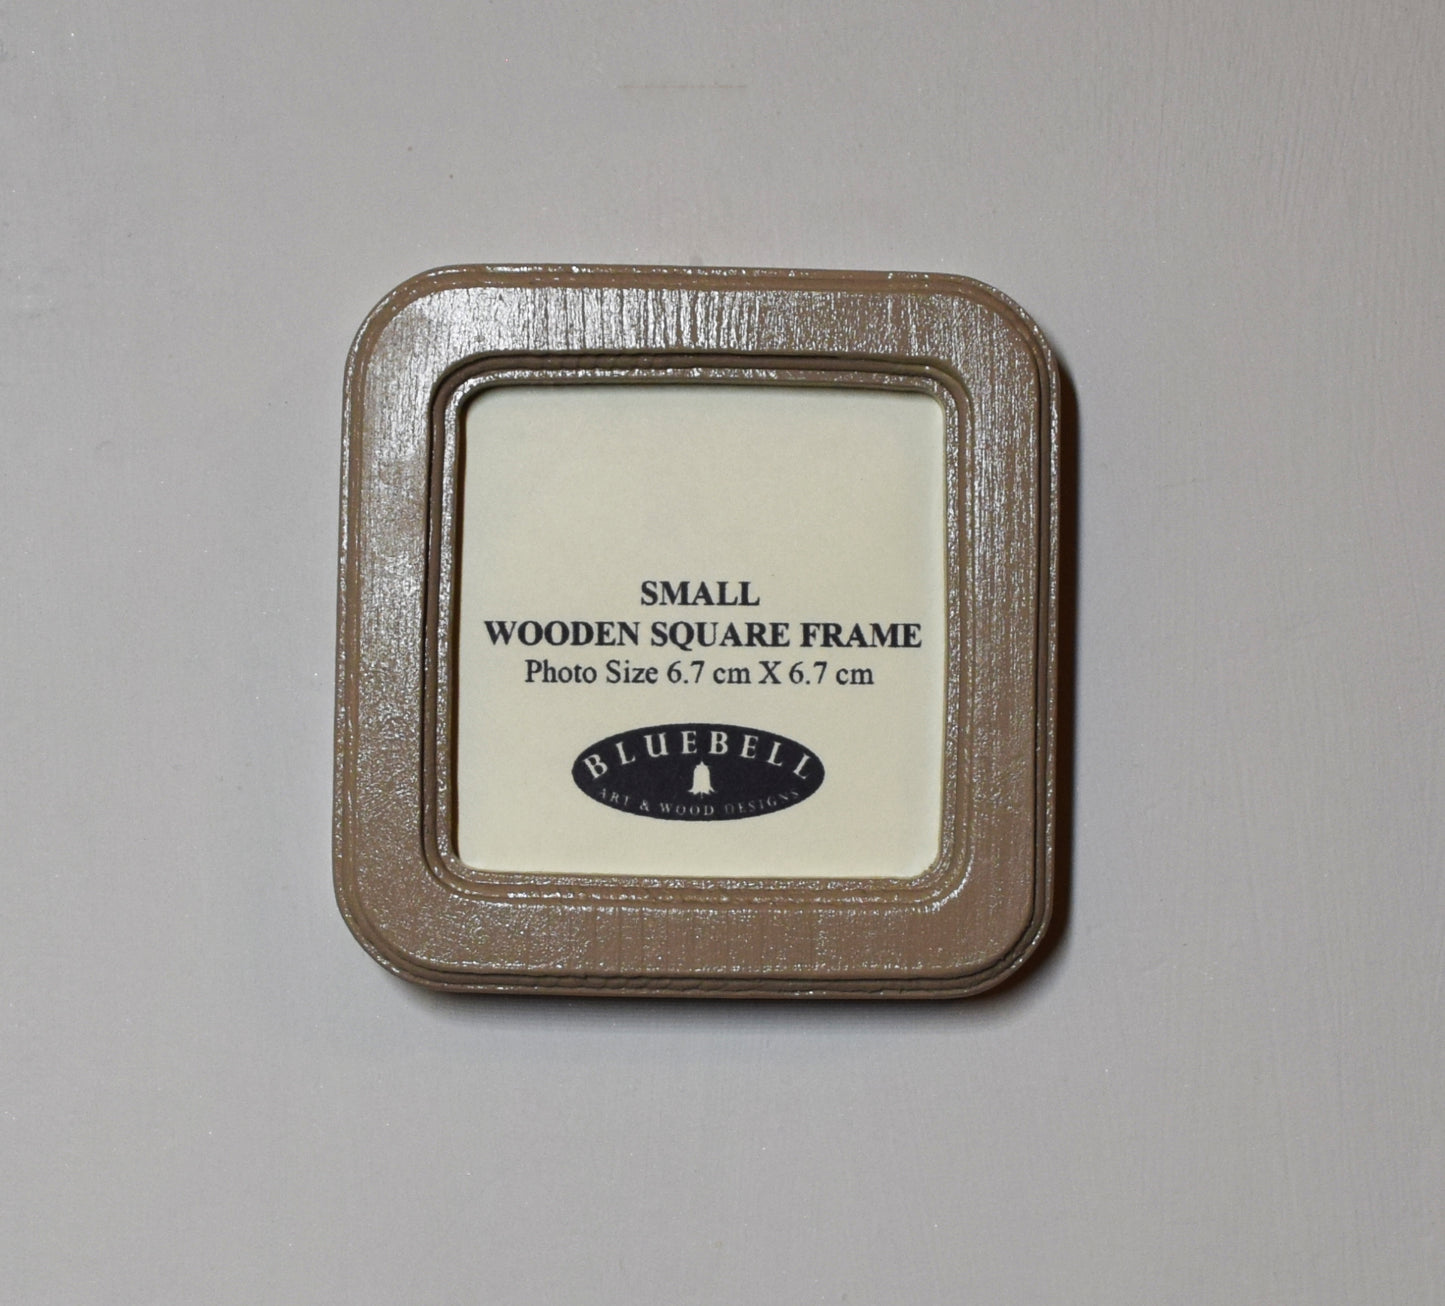 SMALL
WOODEN SQUARE FRAME
Photo Size 6.7 cm X 6.7 cm
BLUEBELL
ART & WOOD DESIGNS